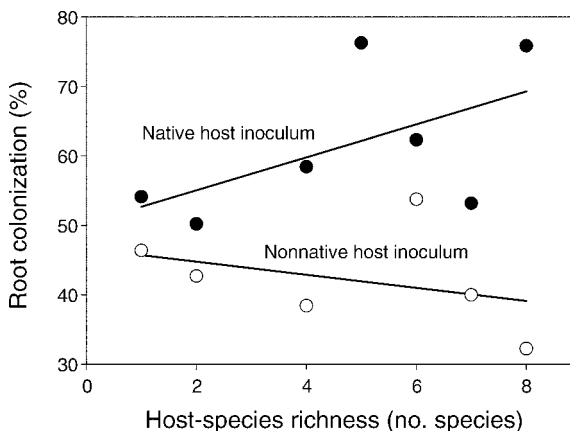 80
70
60
50
40
30
Root colonization (%)
Native host inoculum
Nonnative host inoculum
0
2
4
6
8
Host-species richness (no. species)